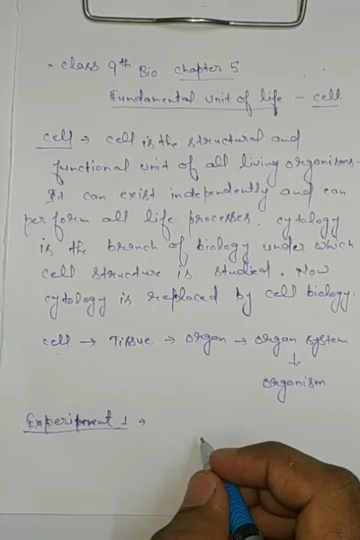 . class 9th Bio chapter 5
Fundamental unit of life - cell
cell → cell is the structural and
functional unit of all living organisms.
It can exist independently and can
perform all life processes. cytology
is the branch of biology under which
cell structure is studied. Now
cytology is replaced by cell biology.
cell → Tissue → organ → organ system
↓
organism
Experiment 1 →